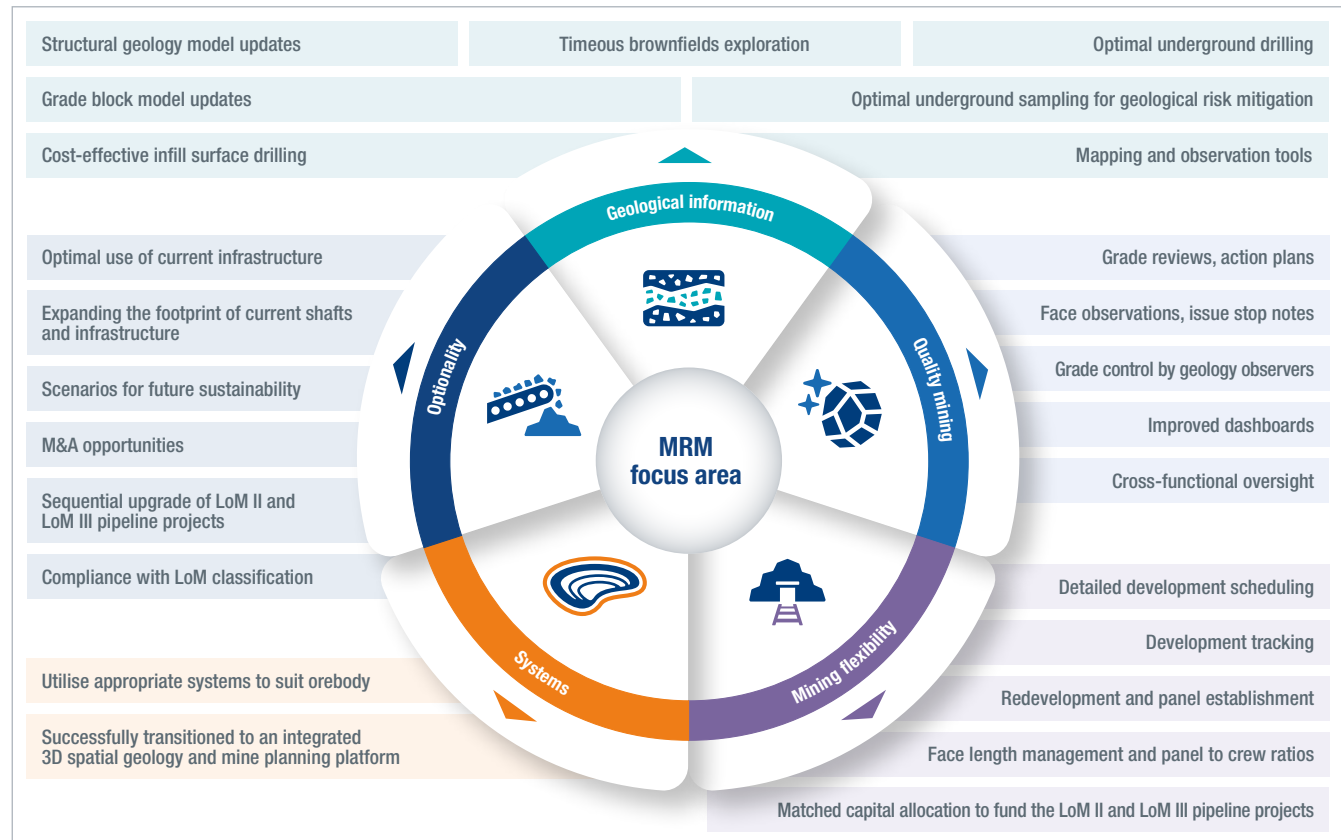 Structural geology model updates
Timeous brownfields exploration
Optimal underground drilling
Grade block model updates
Optimal underground sampling for geological risk mitigation
Cost-effective infill surface drilling
Mapping and observation tools
Geological information
Optimal use of current infrastructure
Expanding the footprint of current shafts
and infrastructure
Scenarios for future sustainability
M&A opportunities
Sequential upgrade of LoM II and
LoM III pipeline projects
Compliance with LoM classification
Optionality
MRM
focus area
Quality mining
Grade reviews, action plans
Face observations, issue stop notes
Grade control by geology observers
Improved dashboards
Cross-functional oversight
Utilise appropriate systems to suit orebody
Successfully transitioned to an integrated
3D spatial geology and mine planning platform
Systems
Mining flexibility
Detailed development scheduling
Development tracking
Redevelopment and panel establishment
Face length management and panel to crew ratios
Matched capital allocation to fund the LoM II and LoM III pipeline projects